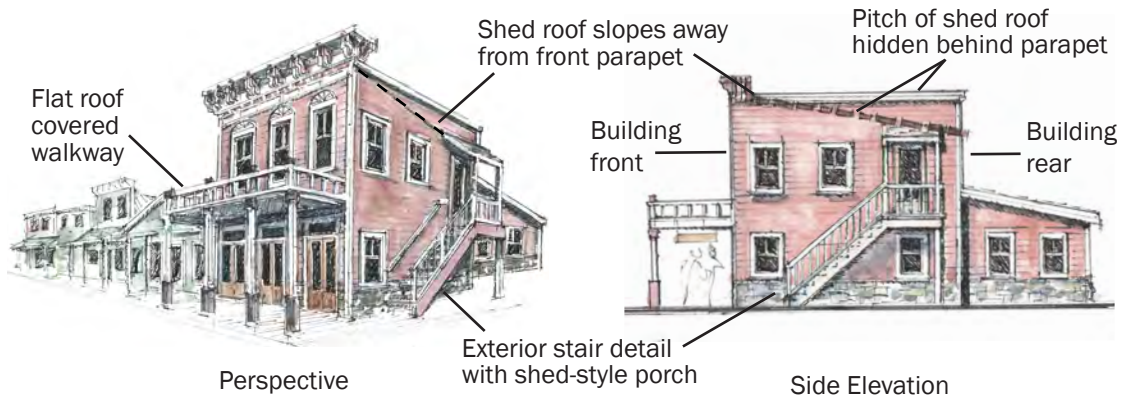 Shed roof slopes away
from front parapet
Pitch of shed roof
hidden behind parapet
Flat roof
covered
walkway
Building
front
Building
rear
Exterior stair detail
with shed-style porch
Perspective
Side Elevation